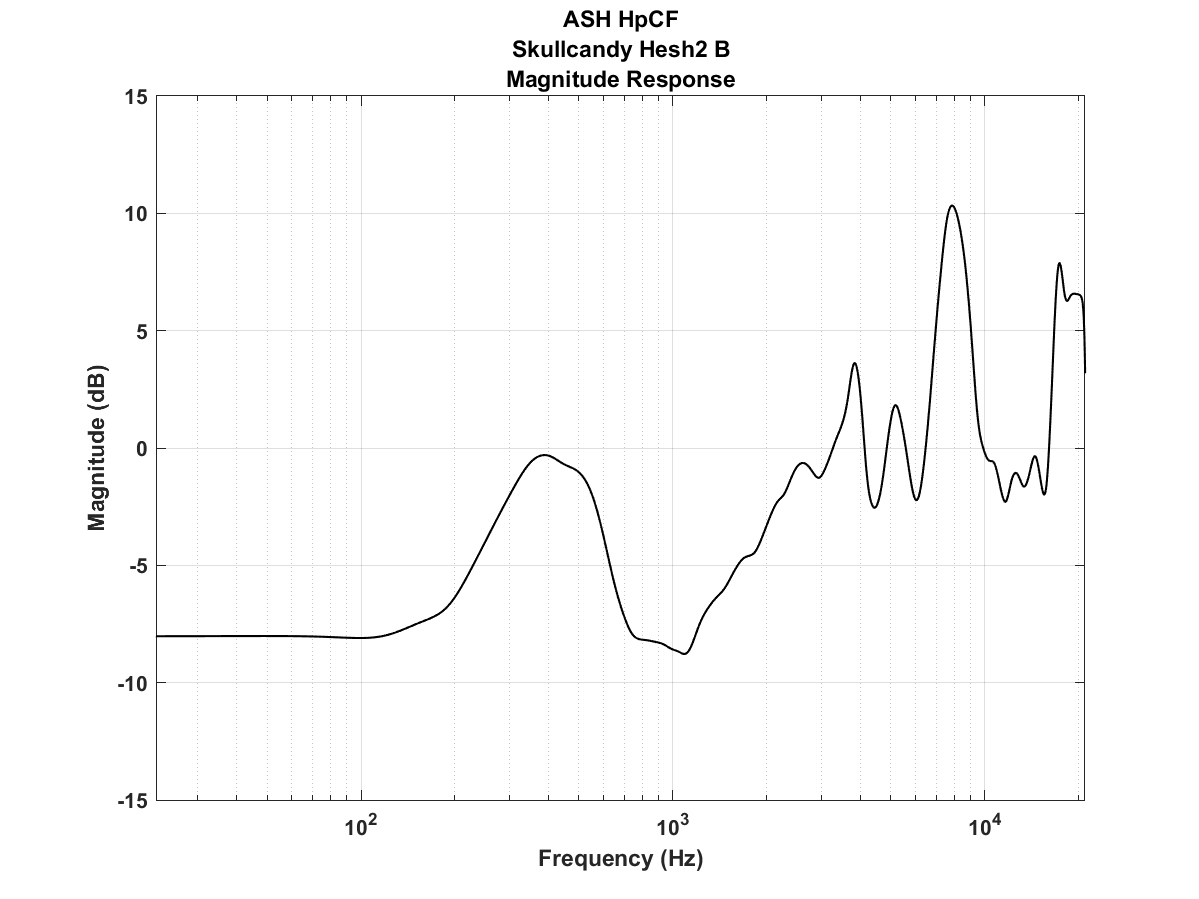 ASH HpCF
Skullcandy Hesh2 B
Magnitude Response
15
10
5
0
-5
-10
-15
Magnitude (dB)
10²
10³
10⁴
Frequency (Hz)